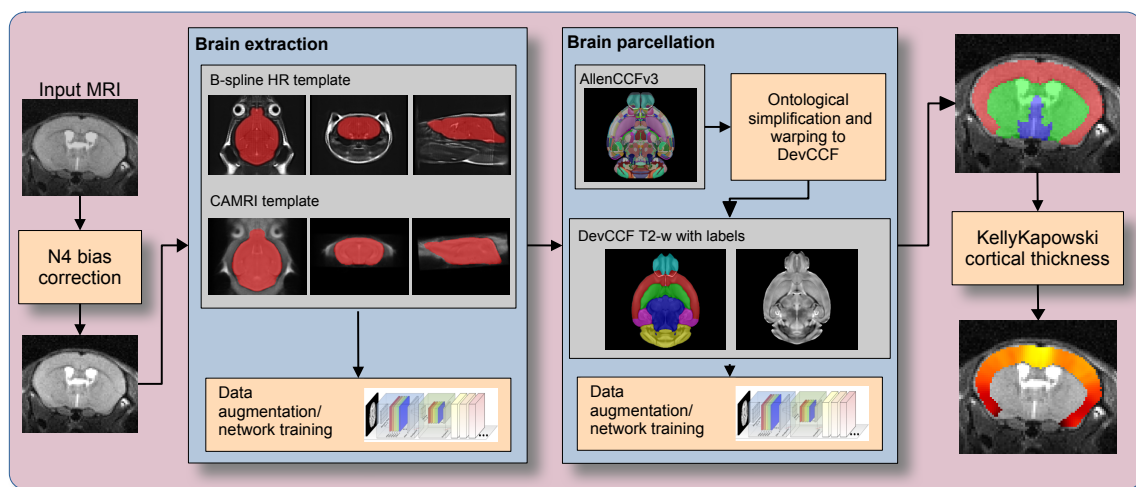 Input MRI
N4 bias
correction
Brain extraction
B-spline HR template
CAMRI template
Data
augmentation/
network training
...
Brain parcellation
AllenCCFv3
Ontological
simplification and
warping to
DevCCF
DevCCF T2-w with labels
Data
augmentation/
network training
...
KellyKapowski
cortical thickness